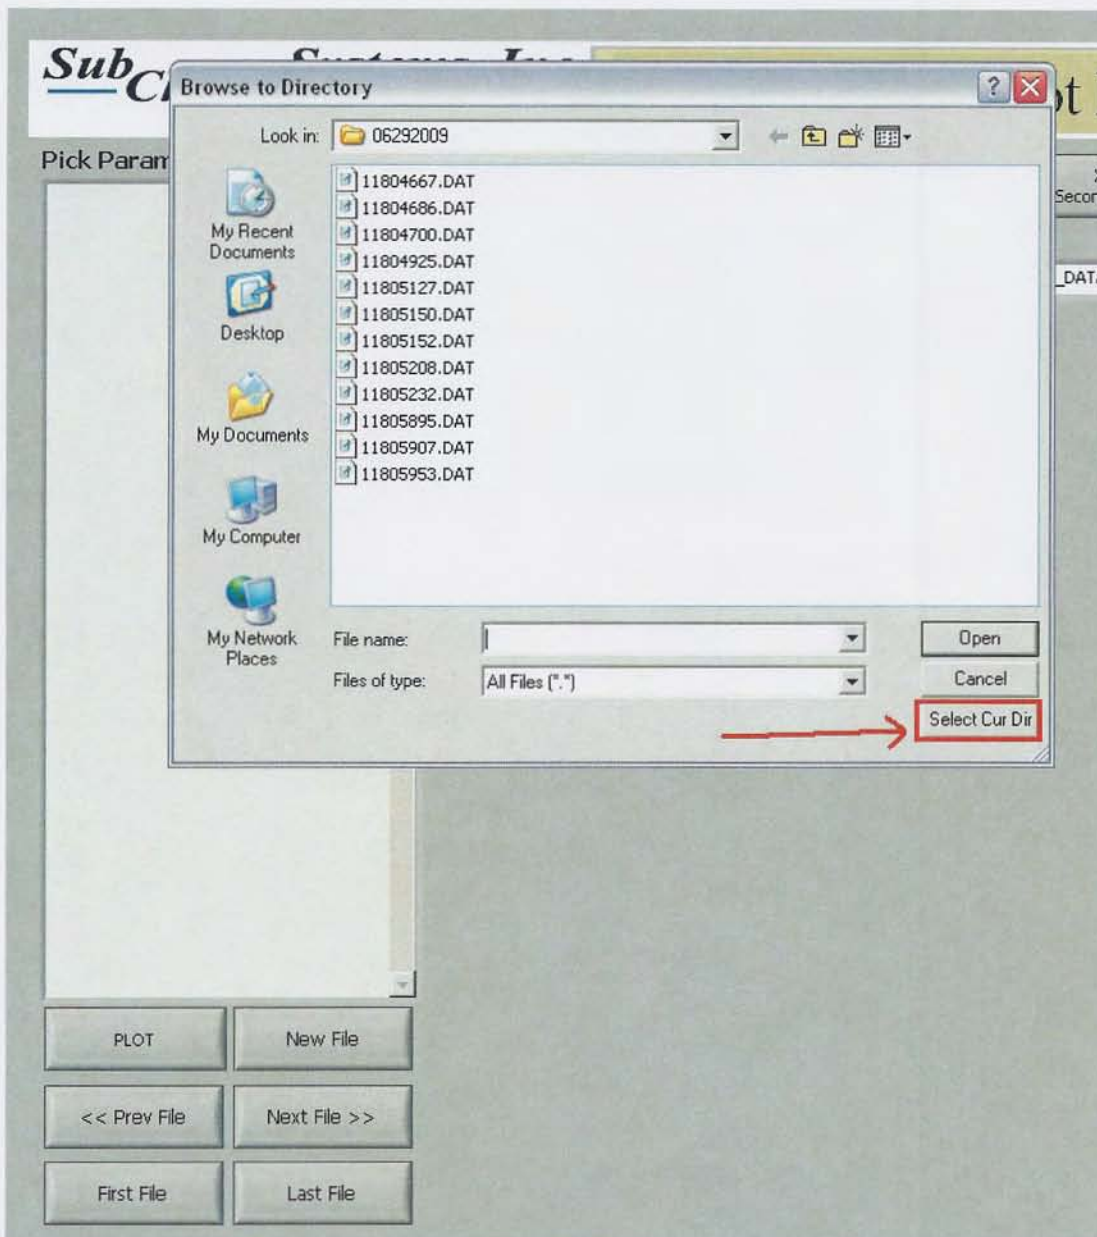 Sub
Systems, Inc
Browse to Directory
?
X
ot
Look in:
06292009
Pick Param
11804667.DAT
11804686.DAT
11804700.DAT
11804925.DAT
11805127.DAT
11805150.DAT
11805152.DAT
11805208.DAT
11805232.DAT
11805895.DAT
11805907.DAT
11805953.DAT
My Recent
Documents
Desktop
My Documents
My Computer
My Network
Places
Secon
_DAT
File name:
Open
Files of type:
All Files (*.*)
Cancel
Select Cur Dir
PLOT
New File
<< Prev File
Next File >>
First File
Last File